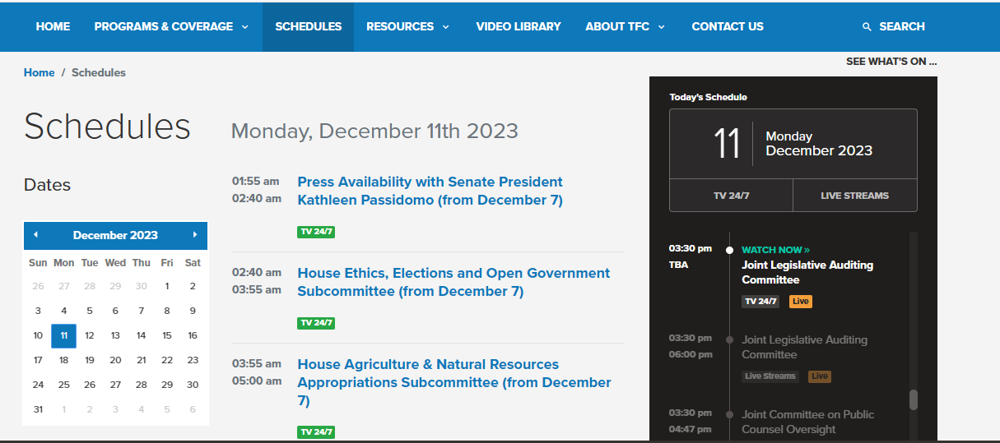 HOME PROGRAMS & COVERAGE SCHEDULES RESOURCES VIDEO LIBRARY ABOUT TFC CONTACT US SEARCH
SEE WHAT'S ON ...
Home / Schedules
Schedules
Dates
December 2023
Sun Mon Tue Wed Thu Fri Sat
26 27 28 29 30 1 2
3 4 5 6 7 8 9
10 11 12 13 14 15 16
17 18 19 20 21 22 23
24 25 26 27 28 29 30
31 1 2 3 4 5 6
Monday, December 11th 2023
01:55 am
02:40 am
Press Availability with Senate President
Kathleen Passidomo (from December 7)
TV 24/7
02:40 am
03:55 am
House Ethics, Elections and Open Government
Subcommittee (from December 7)
TV 24/7
03:55 am
05:00 am
House Agriculture & Natural Resources
Appropriations Subcommittee (from December
7)
TV 24/7
Today's Schedule
11
Monday
December 2023
TV 24/7 LIVE STREAMS
03:30 pm
TBA
WATCH NOW »
Joint Legislative Auditing
Committee
TV 24/7 Live
03:30 pm
06:00 pm
Joint Legislative Auditing
Committee
Live Streams Live
03:30 pm
04:47 pm
Joint Committee on Public
Counsel Oversight